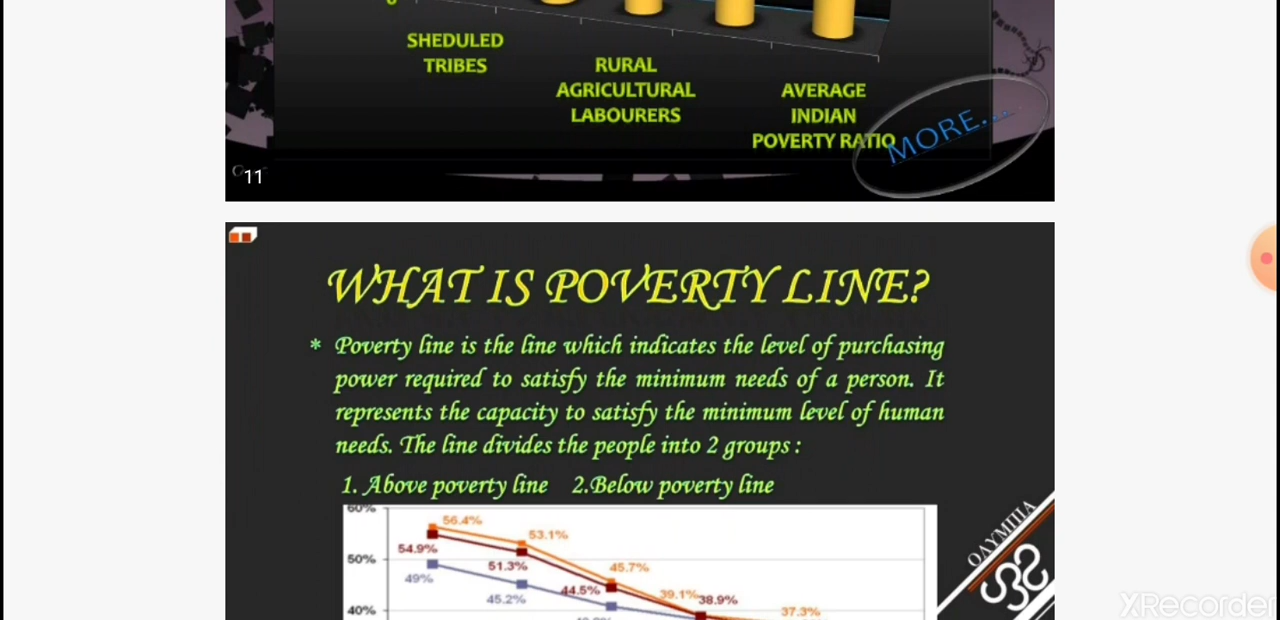 SHEDULED
TRIBES
RURAL
AGRICULTURAL
LABOURERS
AVERAGE
INDIAN
POVERTY RATIO
MORE...
11
WHAT IS POVERTY LINE?
* Poverty line is the line which indicates the level of purchasing
power required to satisfy the minimum needs of a person. It
represents the capacity to satisfy the minimum level of human
needs. The line divides the people into 2 groups :
1. Above poverty line 2.Below poverty line
60%
56.4%
53.1%
54.9%
50%
51.3%
45.7%
49%
44.5%
39.1%
38.9%
45.2%
40%
37.3%
ΟΛΥΜΠΙΑ
XRecorder